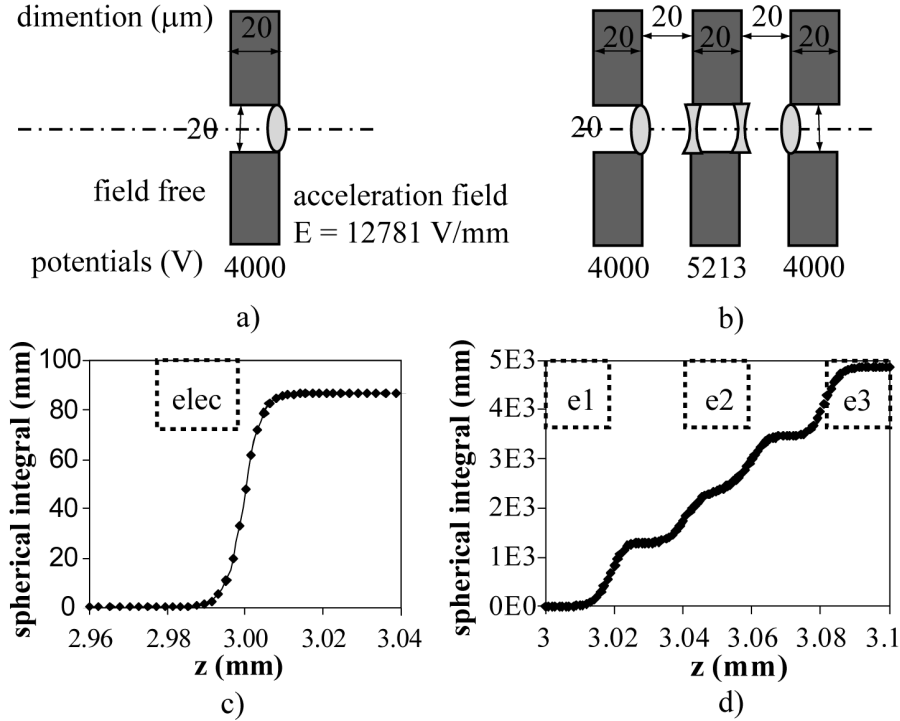 dimention (μm)
20
20
field free
acceleration field
E = 12781 V/mm
potentials (V)
4000
a)
20
20
20
20
20
20
4000
5213
4000
b)
spherical integral (mm)
100
80
60
40
20
0
elec
2.96
2.98
3.00
3.02
3.04
z (mm)
c)
spherical integral (mm)
5E3
4E3
3E3
2E3
1E3
0E0
e1
e2
e3
3
3.02
3.04
3.06
3.08
3.1
z (mm)
d)